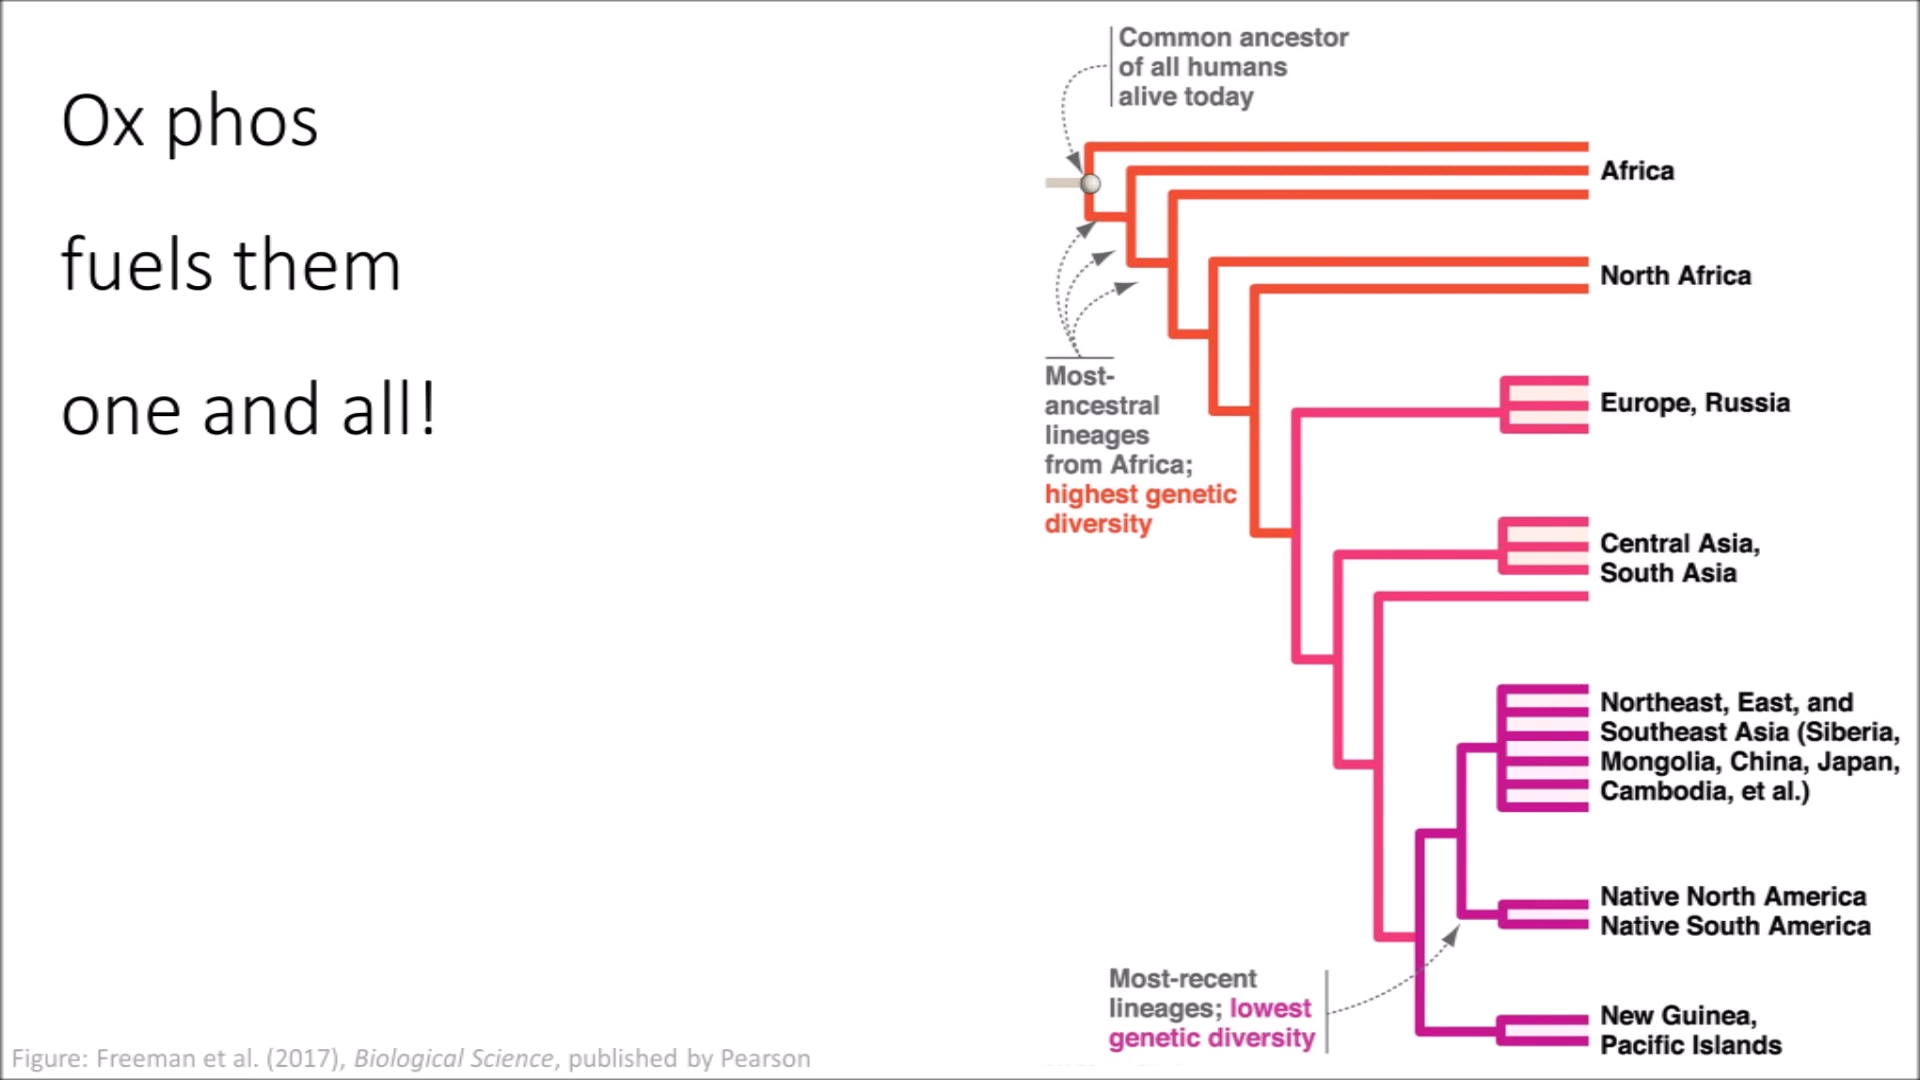 Ox phos
fuels them
one and all!
Common ancestor
of all humans
alive today
Africa
North Africa
Most-
ancestral
lineages
from Africa;
highest genetic
diversity
Europe, Russia
Central Asia,
South Asia
Northeast, East, and
Southeast Asia (Siberia,
Mongolia, China, Japan,
Cambodia, et al.)
Native North America
Native South America
Most-recent
lineages; lowest
genetic diversity
New Guinea,
Pacific Islands
Figure: Freeman et al. (2017), Biological Science, published by Pearson